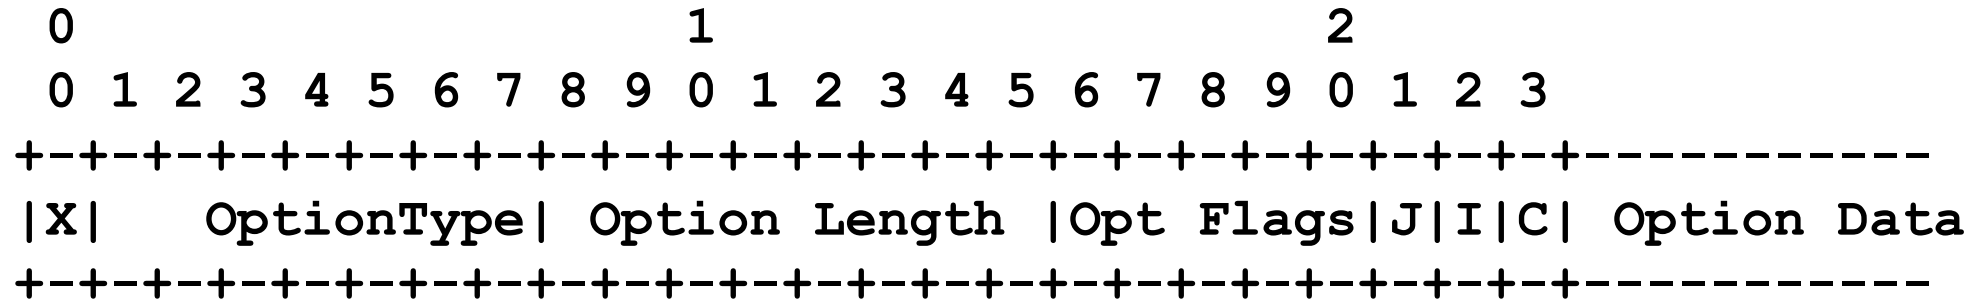 0                   1                   2
 0 1 2 3 4 5 6 7 8 9 0 1 2 3 4 5 6 7 8 9 0 1 2 3
+-+-+-+-+-+-+-+-+-+-+-+-+-+-+-+-+-+-+-+-+-+-+-+-+-----------
|X|   OptionType| Option Length |Opt Flags|J|I|C| Option Data
+-+-+-+-+-+-+-+-+-+-+-+-+-+-+-+-+-+-+-+-+-+-+-+-+-----------